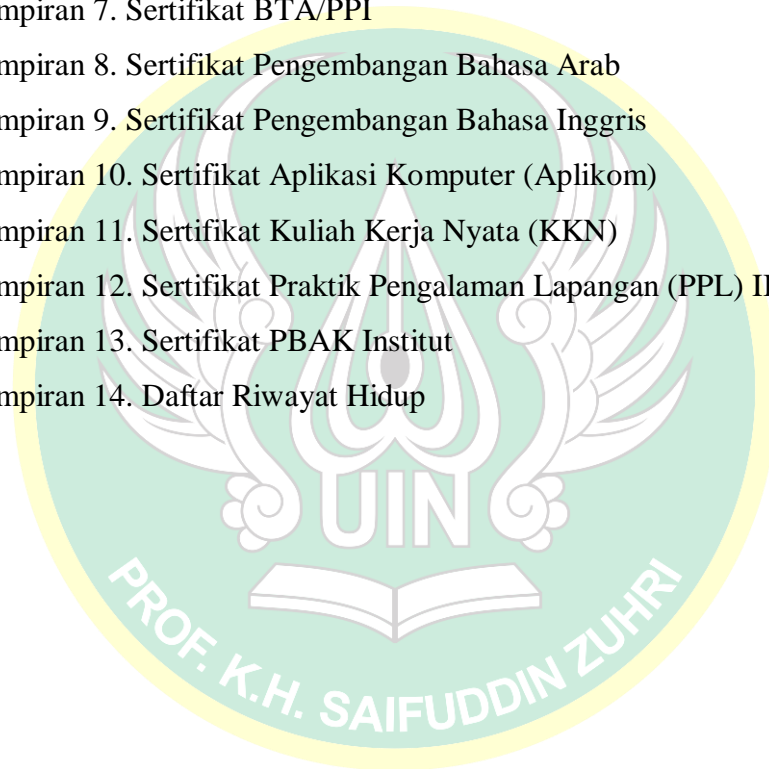 mpiran 7. Sertifikat BTA/PPI
mpiran 8. Sertifikat Pengembangan Bahasa Arab
mpiran 9. Sertifikat Pengembangan Bahasa Inggris
mpiran 10. Sertifikat Aplikasi Komputer (Aplikom)
mpiran 11. Sertifikat Kuliah Kerja Nyata (KKN)
mpiran 12. Sertifikat Praktik Pengalaman Lapangan (PPL) II
mpiran 13. Sertifikat PBAK Institut
mpiran 14. Daftar Riwayat Hidup
UIN
PROF. K.H. SAIFUDDIN ZUHRI